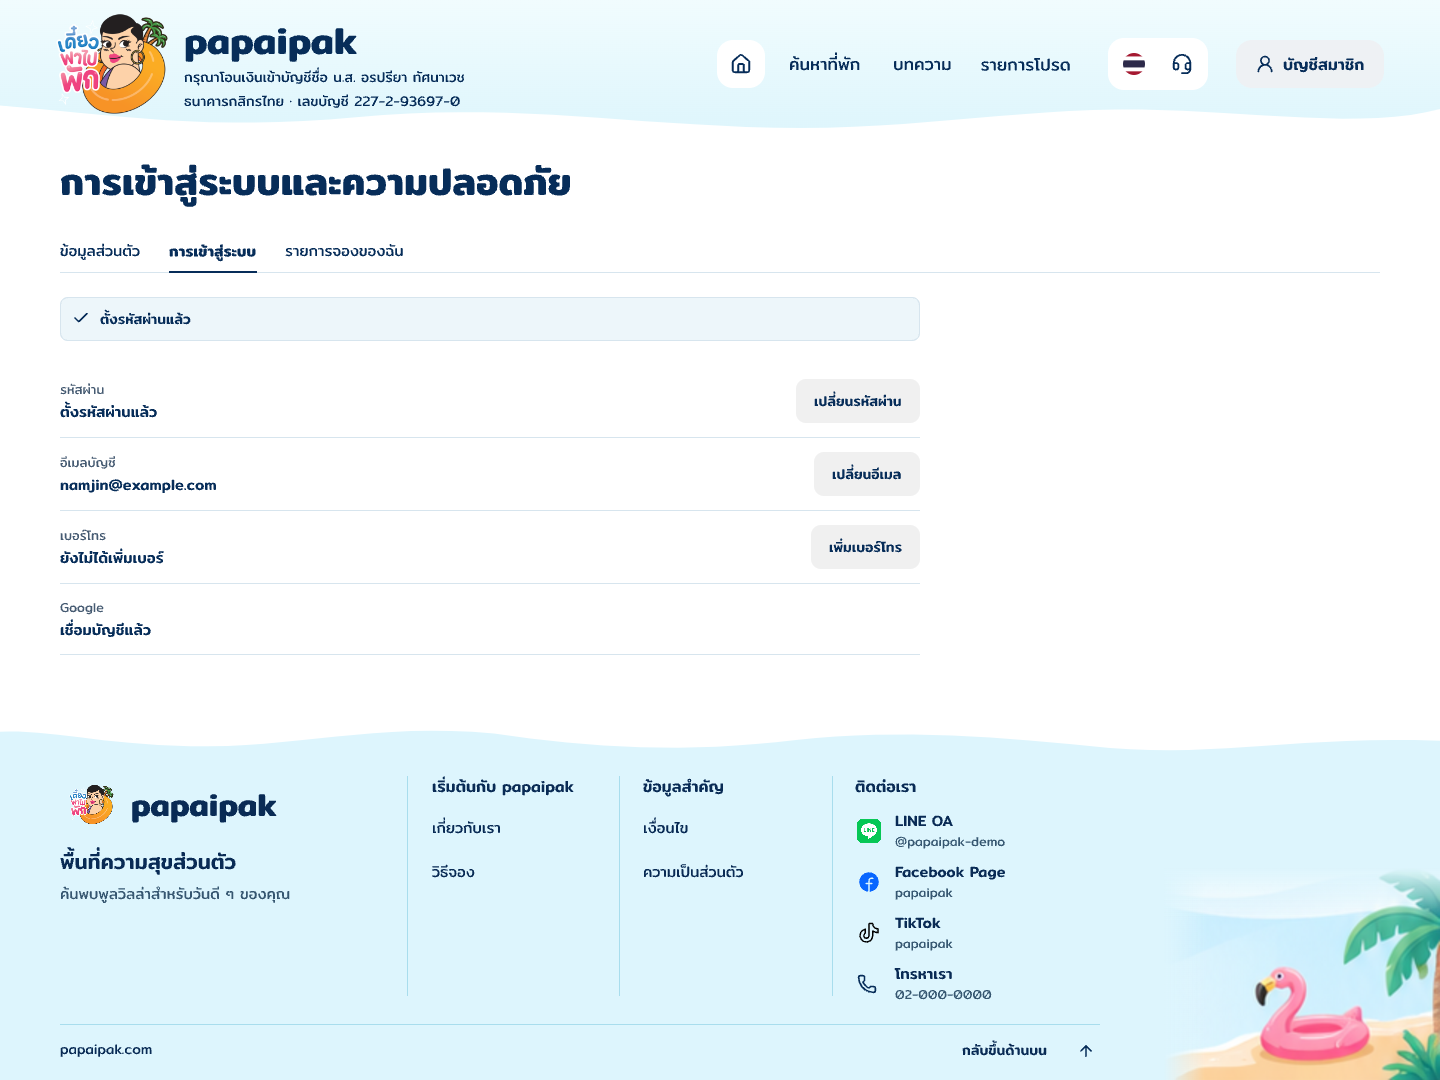 เดี๋ยว
พาไป
พัก
papaipak
กรุณาโอนเงินเข้าบัญชีชื่อ น.ส. อรปรียา ทัศนาเวช
ธนาคารกสิกรไทย · เลขบัญชี 227-2-93697-0
ค้นหาที่พัก
บทความ
รายการโปรด
บัญชีสมาชิก
การเข้าสู่ระบบและความปลอดภัย
ข้อมูลส่วนตัว
การเข้าสู่ระบบ
รายการจองของฉัน
ตั้งรหัสผ่านแล้ว
รหัสผ่าน
ตั้งรหัสผ่านแล้ว
เปลี่ยนรหัสผ่าน
อีเมลบัญชี
namjin@example.com
เปลี่ยนอีเมล
เบอร์โทร
ยังไม่ได้เพิ่มเบอร์
เพิ่มเบอร์โทร
Google
เชื่อมบัญชีแล้ว
เดี๋ยว
พาไป
พัก
papaipak
พื้นที่ความสุขส่วนตัว
ค้นพบพูลวิลล่าสำหรับวันดี ๆ ของคุณ
เริ่มต้นกับ papaipak
เกี่ยวกับเรา
วิธีจอง
ข้อมูลสำคัญ
เงื่อนไข
ความเป็นส่วนตัว
ติดต่อเรา
LINE
LINE OA
@papaipak-demo
Facebook Page
papaipak
TikTok
papaipak
โทรหาเรา
02-000-0000
papaipak.com
กลับขึ้นด้านบน